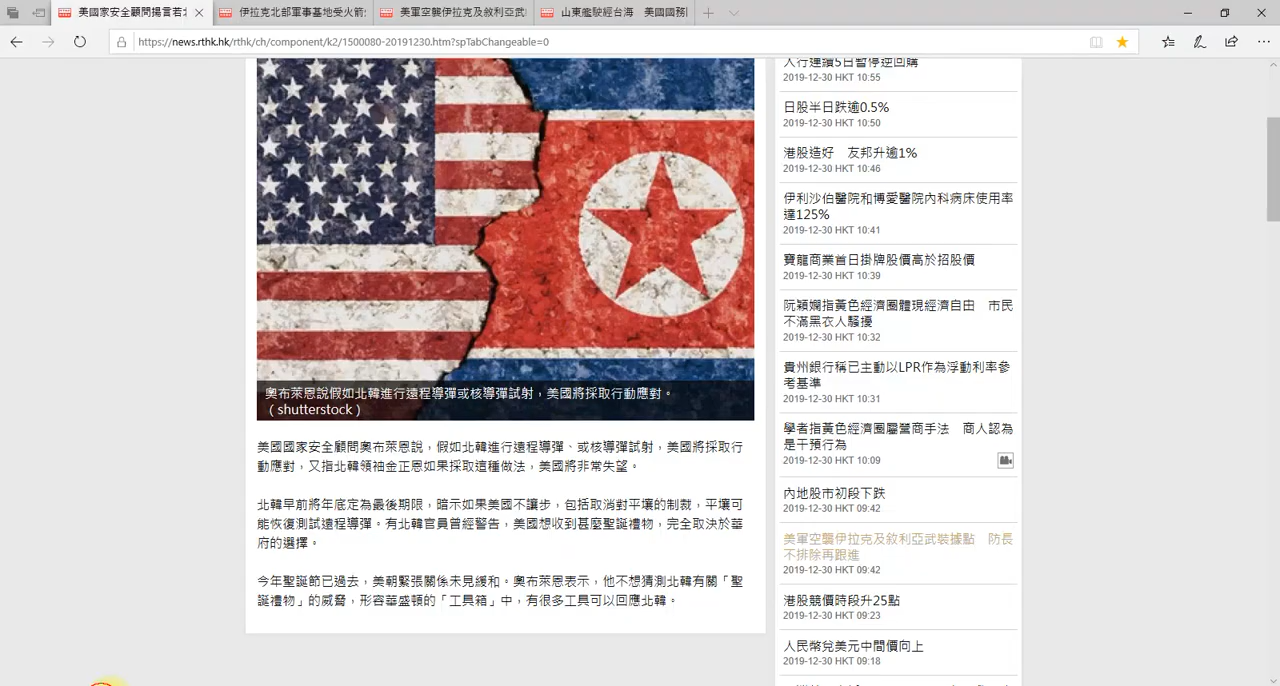 美國家安全顧問揚言若北
伊拉克北部軍事基地受火箭
美軍空襲伊拉克及敘利亞武
山東艦駛經台海　美國國務
https://news.rthk.hk/rthk/ch/component/k2/1500080-20191230.htm?spTabChangeable=0
奧布萊恩說假如北韓進行遠程導彈或核導彈試射，美國將採取行動應對。
（shutterstock）
美國國家安全顧問奧布萊恩說，假如北韓進行遠程導彈、或核導彈試射，美國將採取行
動應對，又指北韓領袖金正恩如果採取這種做法，美國將非常失望。
北韓早前將年底定為最後期限，暗示如果美國不讓步，包括取消對平壤的制裁，平壤可
能恢復測試遠程導彈。有北韓官員曾經警告，美國想收到甚麼聖誕禮物，完全取決於華
府的選擇。
今年聖誕節已過去，美朝緊張關係未見緩和。奧布萊恩表示，他不想猜測北韓有關「聖
誕禮物」的威脅，形容華盛頓的「工具箱」中，有很多工具可以回應北韓。
人行連續5日暫停逆回購
2019-12-30 HKT 10:55
日股半日跌逾0.5%
2019-12-30 HKT 10:50
港股造好　友邦升逾1%
2019-12-30 HKT 10:46
伊利沙伯醫院和博愛醫院內科病床使用率
達125%
2019-12-30 HKT 10:41
寶龍商業首日掛牌股價高於招股價
2019-12-30 HKT 10:39
阮穎嫻指黃色經濟圈體現經濟自由　市民
不滿黑衣人騷擾
2019-12-30 HKT 10:32
貴州銀行稱已主動以LPR作為浮動利率參
考基準
2019-12-30 HKT 10:31
學者指黃色經濟圈屬營商手法　商人認為
是干預行為
2019-12-30 HKT 10:09
內地股市初段下跌
2019-12-30 HKT 09:42
美軍空襲伊拉克及敘利亞武裝據點　防長
不排除再跟進
2019-12-30 HKT 09:42
港股競價時段升25點
2019-12-30 HKT 09:23
人民幣兌美元中間價向上
2019-12-30 HKT 09:18